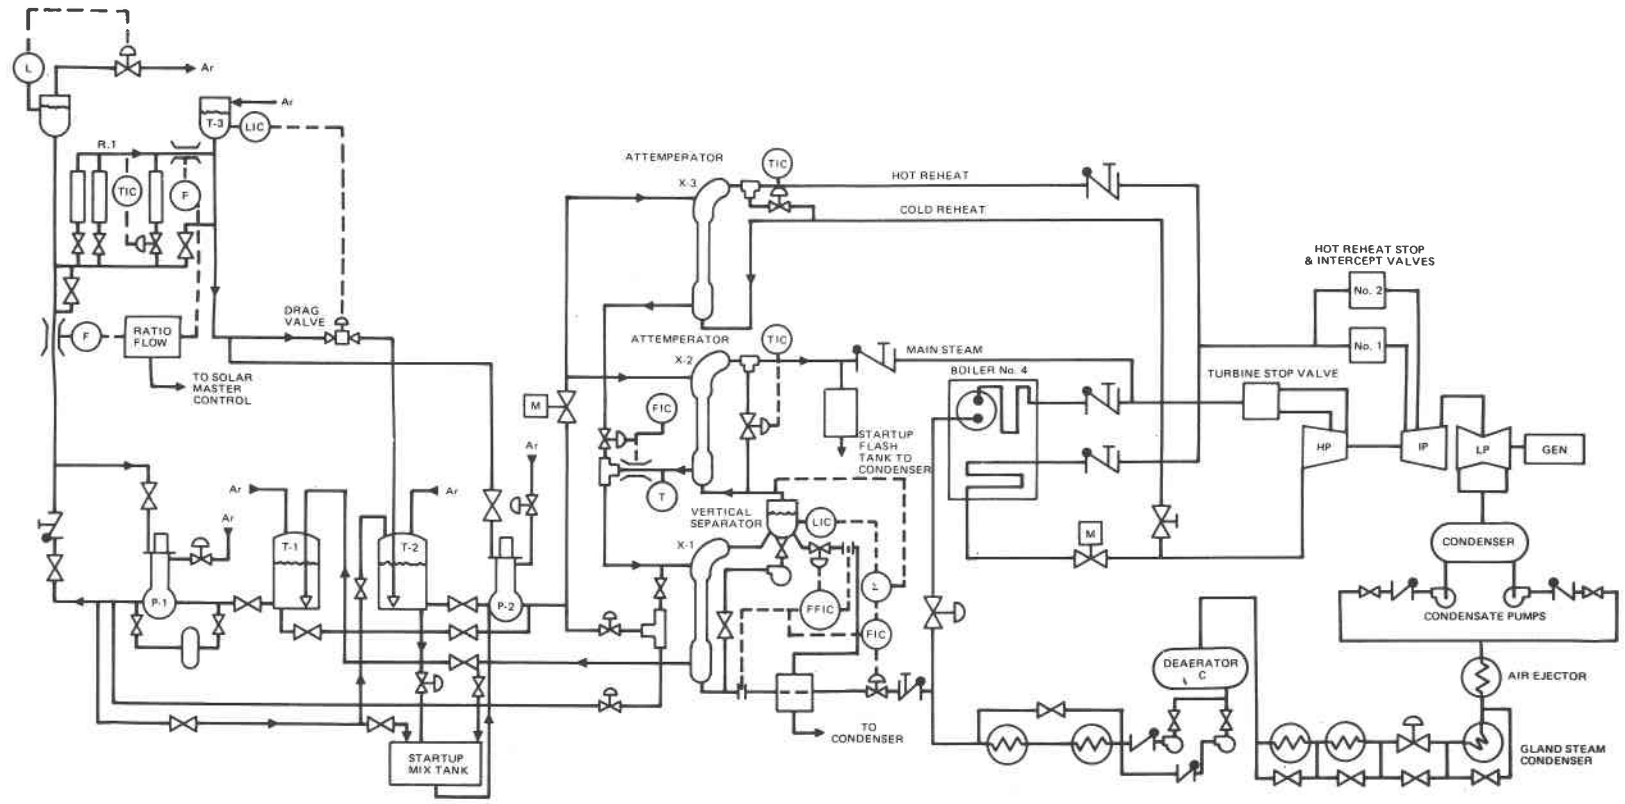 L
Ar
T-3
Ar
LIC
R.1
TIC
F
F
RATIO
FLOW
TO SOLAR
MASTER
CONTROL
DRAG
VALVE
ATTEMPERATOR
X-3
TIC
HOT REHEAT
COLD REHEAT
ATTEMPERATOR
X-2
TIC
MAIN STEAM
BOILER No. 4
HOT REHEAT STOP
& INTERCEPT VALVES
No. 2
No. 1
TURBINE STOP VALVE
HP
IP
LP
GEN
M
FIC
T
STARTUP
FLASH
TANK TO
CONDENSER
Ar
Ar
Ar
Ar
T-1
T-2
P-1
P-2
VERTICAL
SEPARATOR
X-1
LIC
Σ
FFIC
FIC
M
CONDENSER
CONDENSATE PUMPS
DEAERATOR
C
AIR EJECTOR
GLAND STEAM
CONDENSER
TO
CONDENSER
STARTUP
MIX TANK